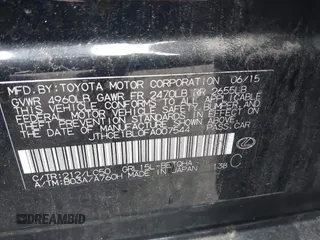 MFD. BY: TOYOTA MOTOR CORPORATION 06/15
GVWR 4960LB GAWR FR 2470LB RR 2655LB
THIS VEHICLE CONFORMS TO ALL APPLICABLE
FEDERAL MOTOR VEHICLE SAFETY, BUMPER, AND
THEFT PREVENTION STANDARDS IN EFFECT ON
THE DATE OF MANUFACTURE SHOWN ABOVE.
JTHCE1BL0FA007544 PASS. CAR
C/TR:212/LC50 GRL15L-BETQHA
A/TM:B03A/A760H MADE IN JAPAN 138 C
DREAMBID